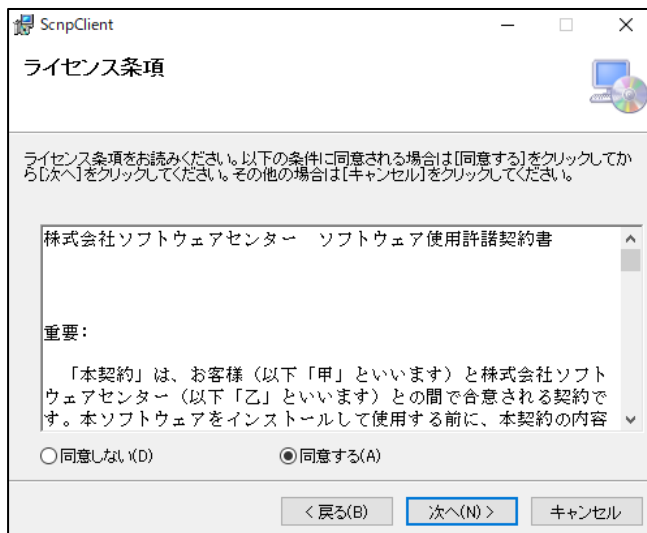 ScnpClient
ライセンス条項
ライセンス条項をお読みください。以下の条件に同意される場合は[同意する]をクリックしてか
ら[次へ]をクリックしてください。その他の場合は[キャンセル]をクリックしてください。
株式会社ソフトウェアセンター　ソフトウェア使用許諾契約書
重要:
「本契約」は、お客様（以下「甲」といいます）と株式会社ソフト
ウェアセンター（以下「乙」といいます）との間で合意される契約で
す。本ソフトウェアをインストールして使用する前に、本契約の内容
同意しない(D)
同意する(A)
< 戻る(B)
次へ(N) >
キャンセル